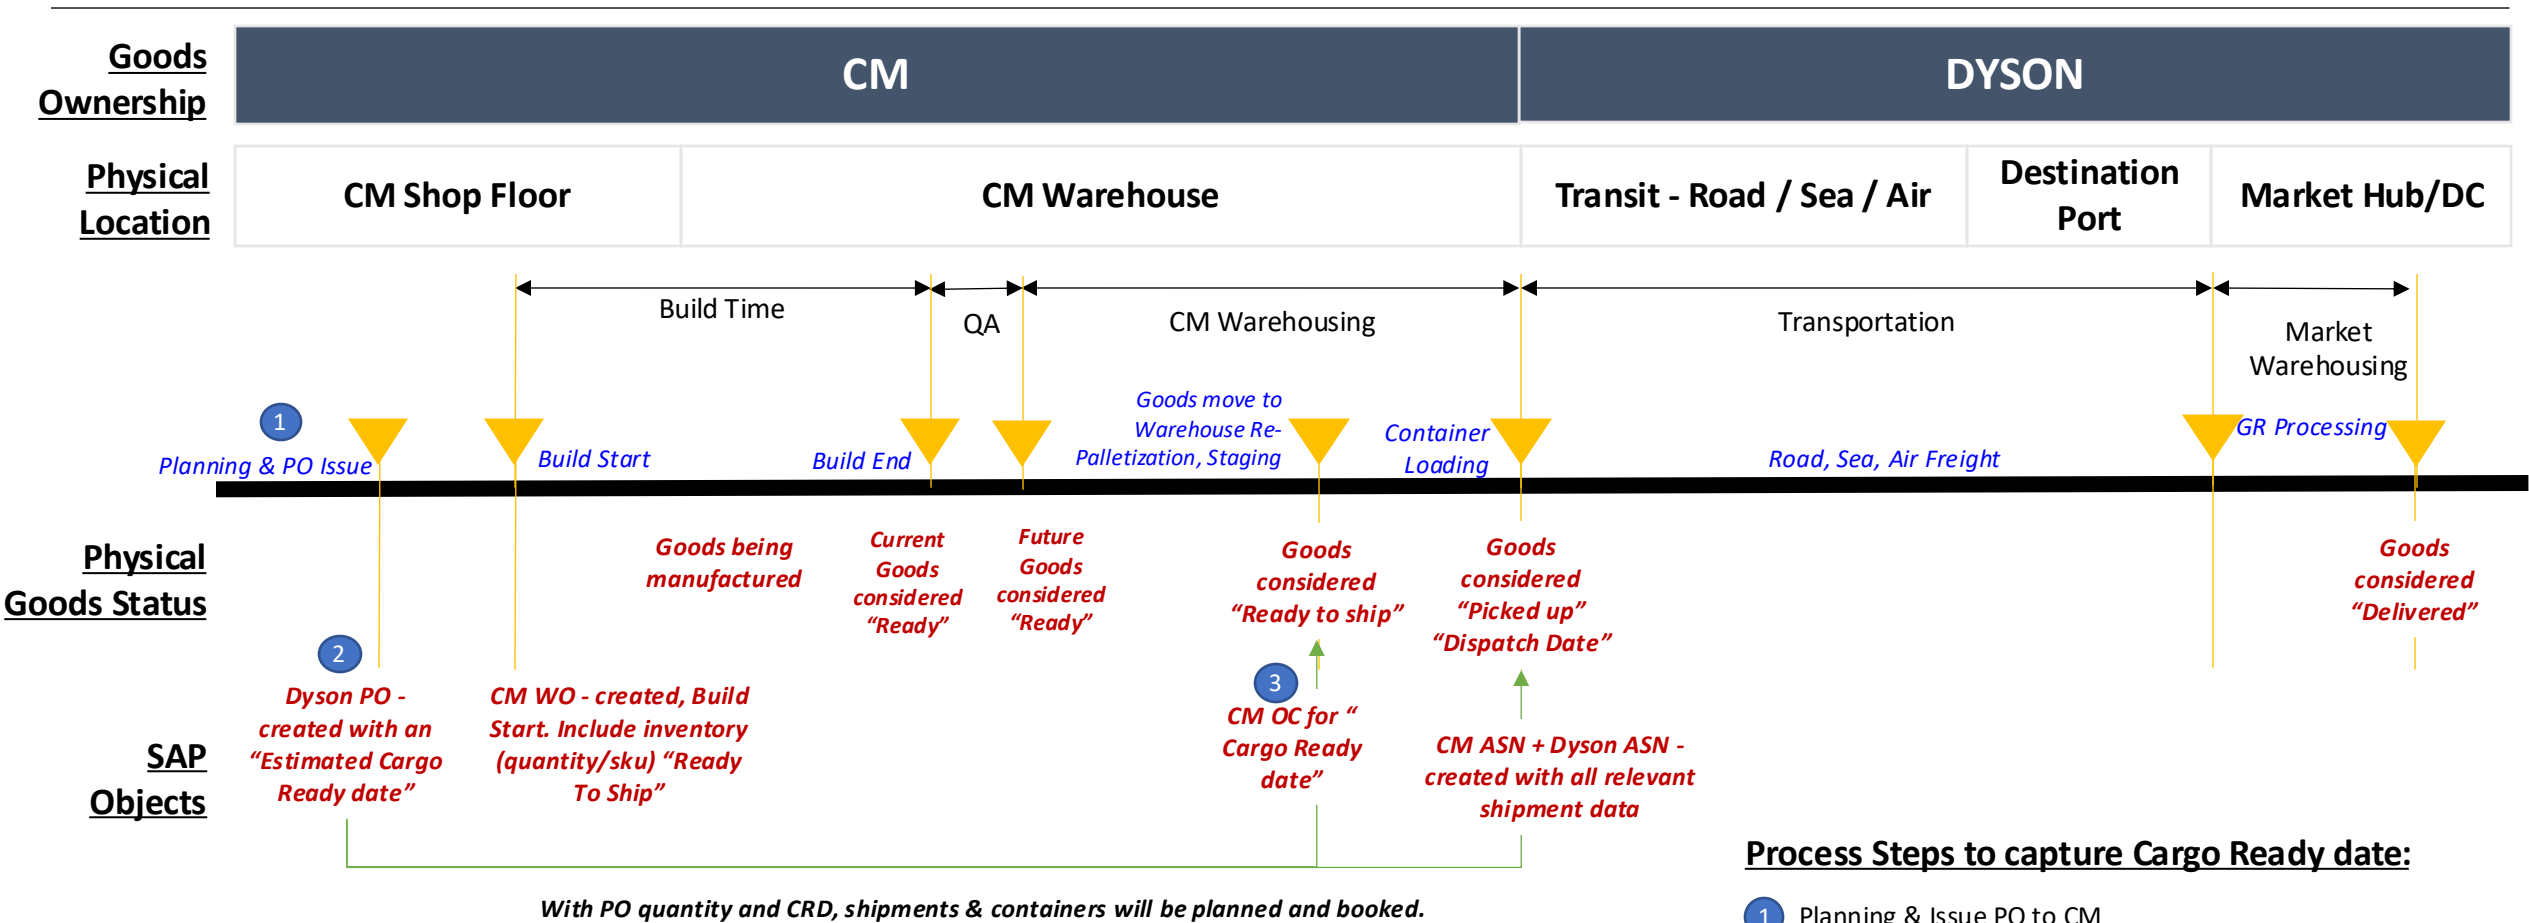 Goods
Ownership
CM
DYSON
Physical
Location
CM Shop Floor
CM Warehouse
Transit - Road / Sea / Air
Destination
Port
Market Hub/DC
Build Time
QA
CM Warehousing
Transportation
Market
Warehousing
1
Planning & PO Issue
Build Start
Build End
Goods move to
Warehouse Re-
Palletization, Staging
Container
Loading
Road, Sea, Air Freight
GR Processing
Physical
Goods Status
Goods being
manufactured
Current
Goods
considered
“Ready”
Future
Goods
considered
“Ready”
Goods
considered
“Ready to ship”
Goods
considered
“Picked up”
“Dispatch Date”
Goods
considered
“Delivered”
SAP
Objects
2
Dyson PO -
created with an
“Estimated Cargo
Ready date”
CM WO - created, Build
Start. Include inventory
(quantity/sku) “Ready
To Ship”
3
CM OC for “
Cargo Ready
date”
CM ASN + Dyson ASN -
created with all relevant
shipment data
With PO quantity and CRD, shipments & containers will be planned and booked.
Process Steps to capture Cargo Ready date:
1 Planning & Issue PO to CM